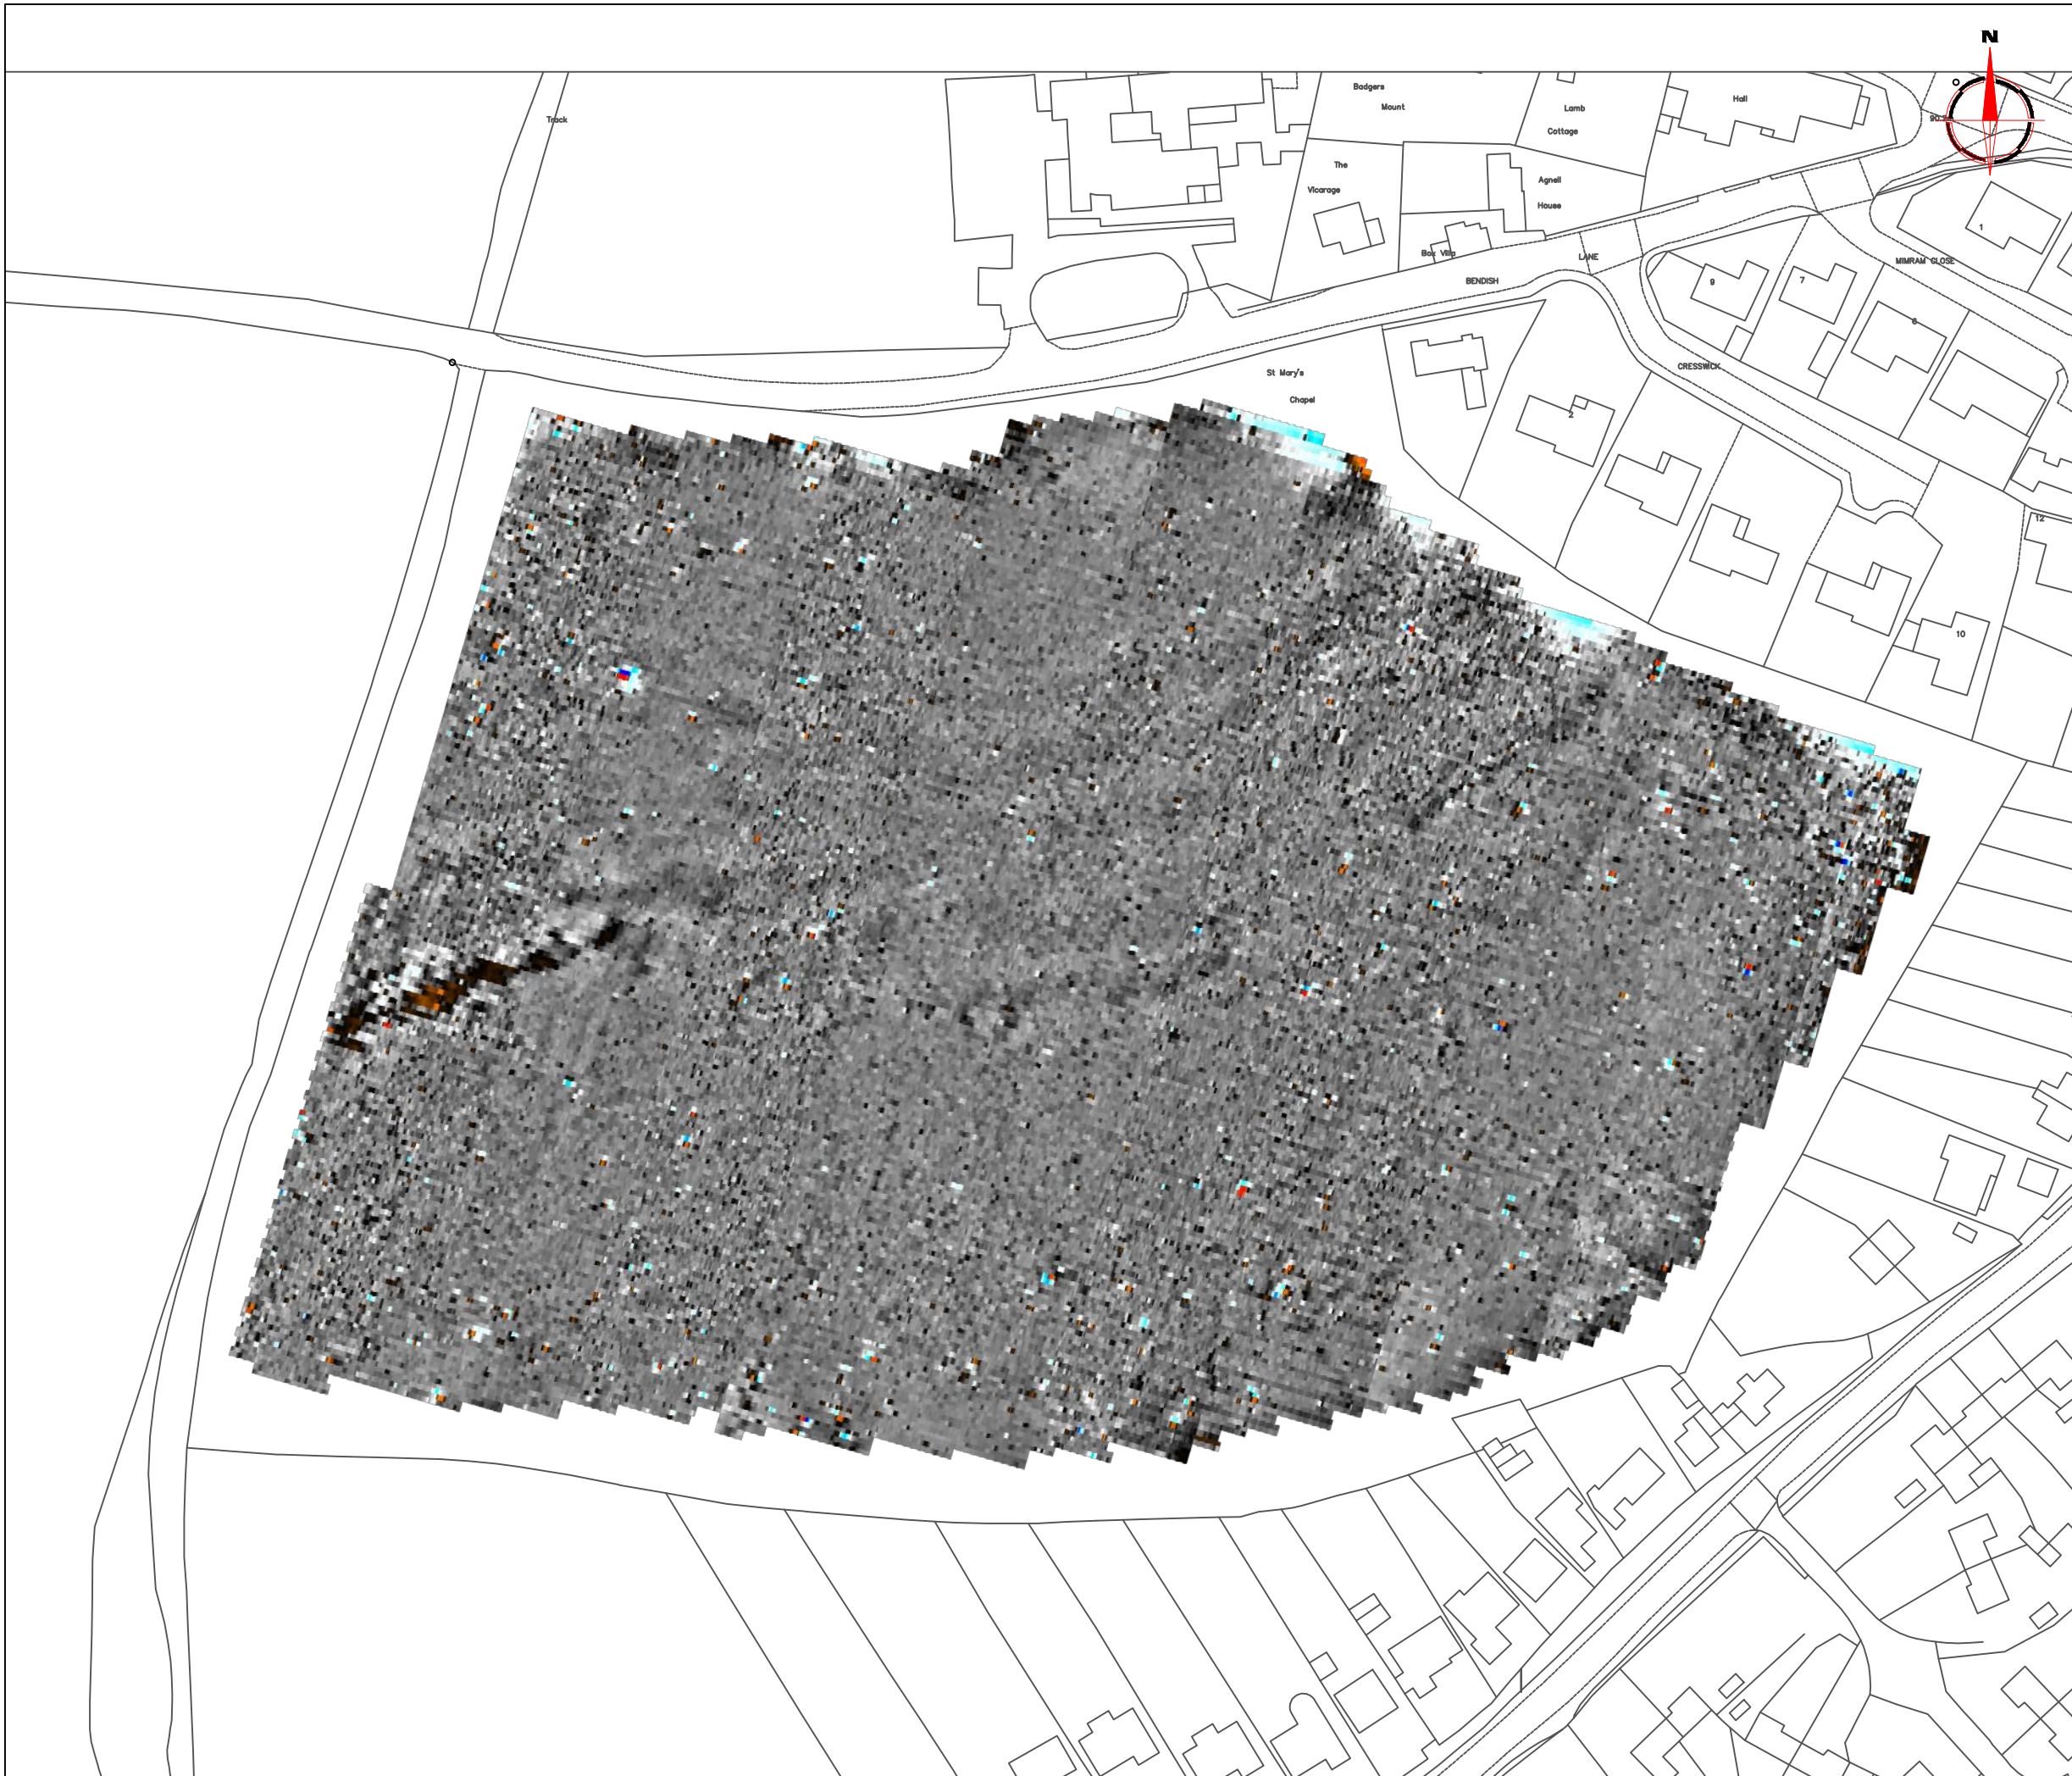 N
Badgers
Mount
Lamb
Cottage
Hall
Track
The
Vicarage
Agnell
House
1
Box Villa
LANE
BENDISH
MIMRAM CLOSE
9
7
6
CRESSWICK
St Mary's
Chapel
2
12
10